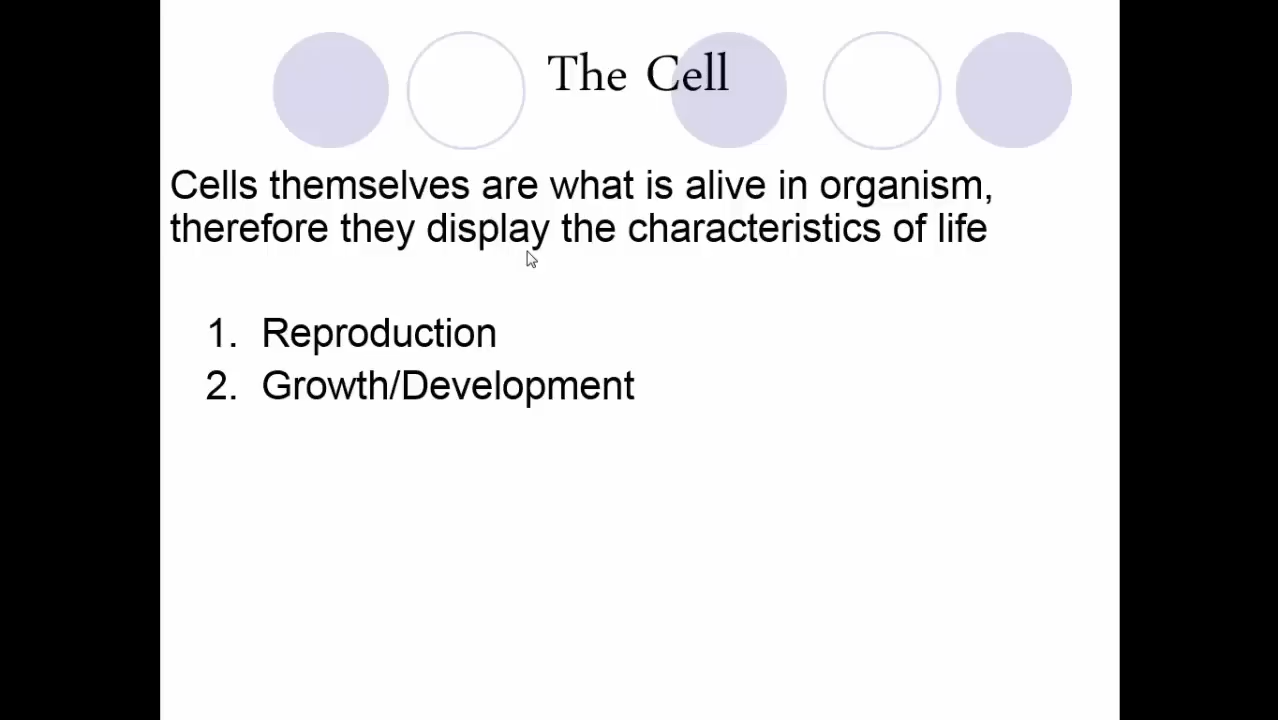 The Cell
Cells themselves are what is alive in organism,
therefore they display the characteristics of life
1. Reproduction
2. Growth/Development